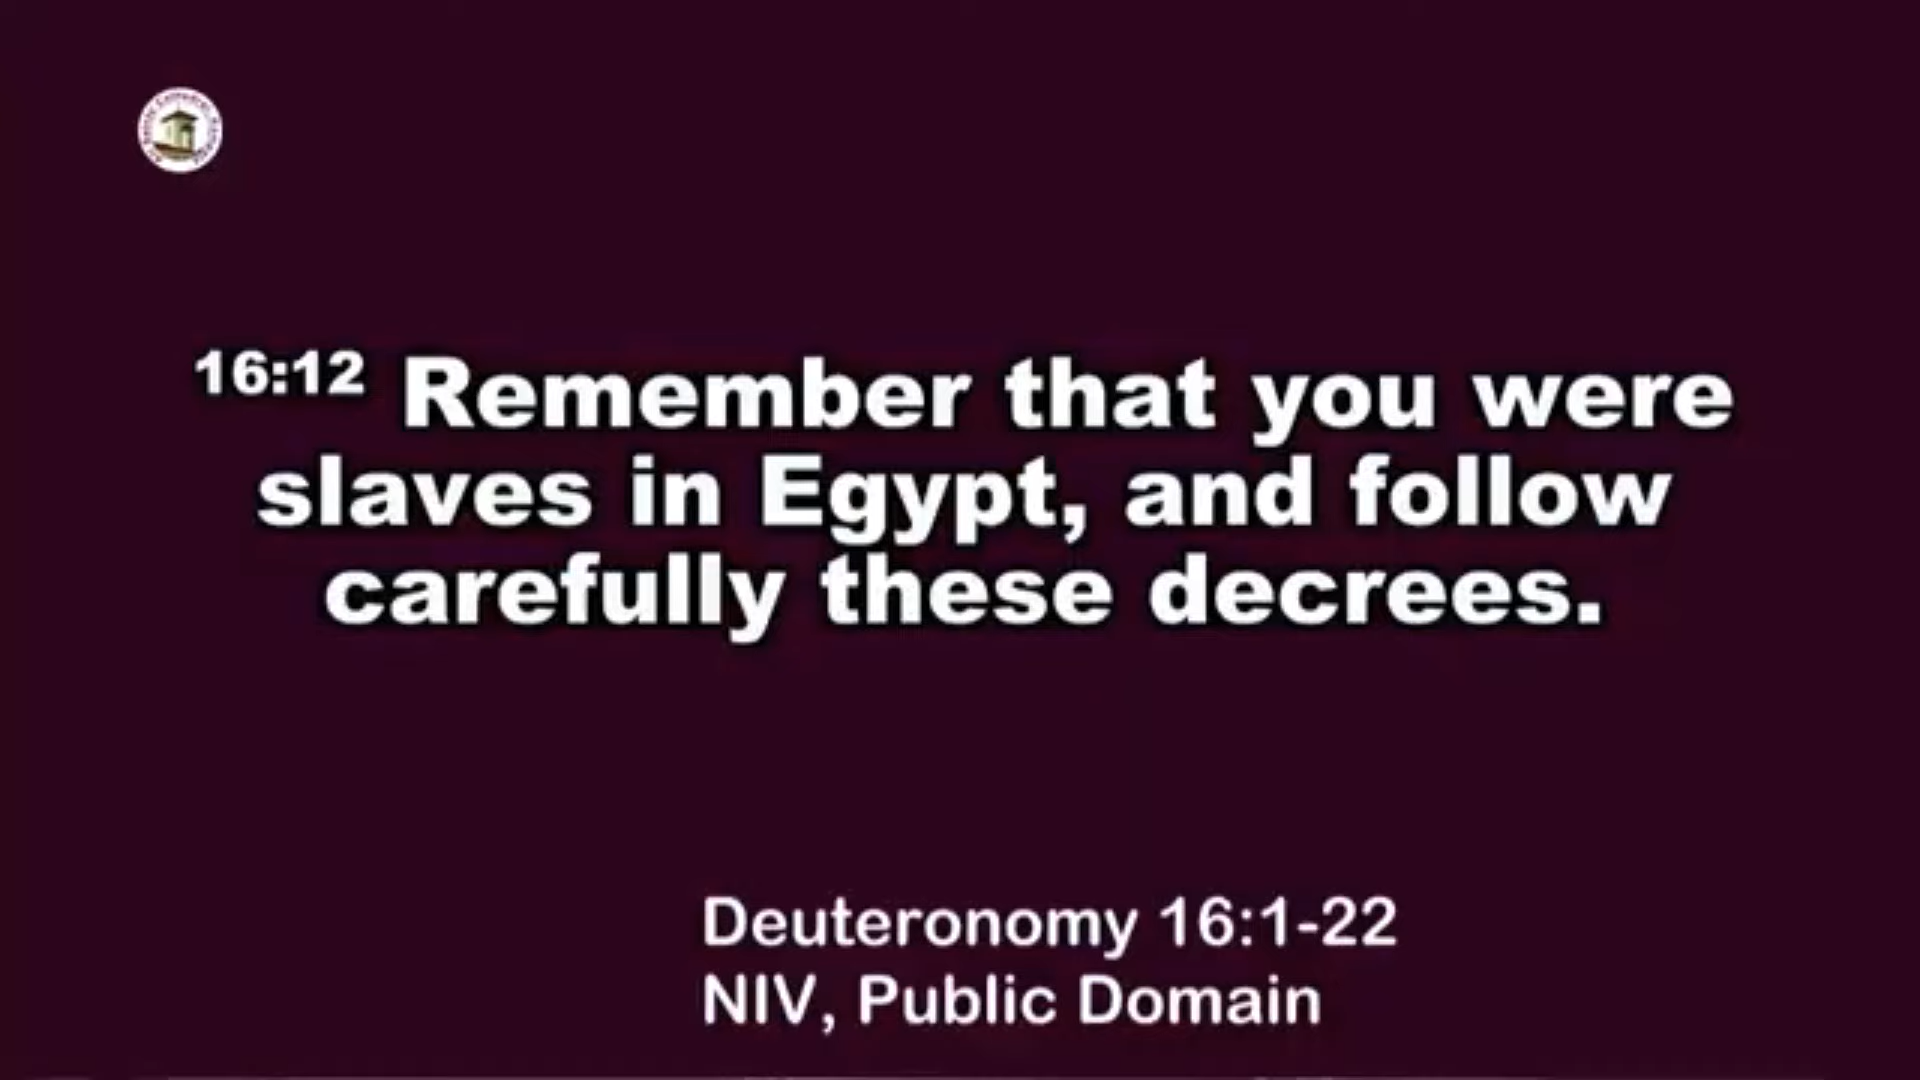 16:12 Remember that you were
slaves in Egypt, and follow
carefully these decrees.
Deuteronomy 16:1-22
NIV, Public Domain